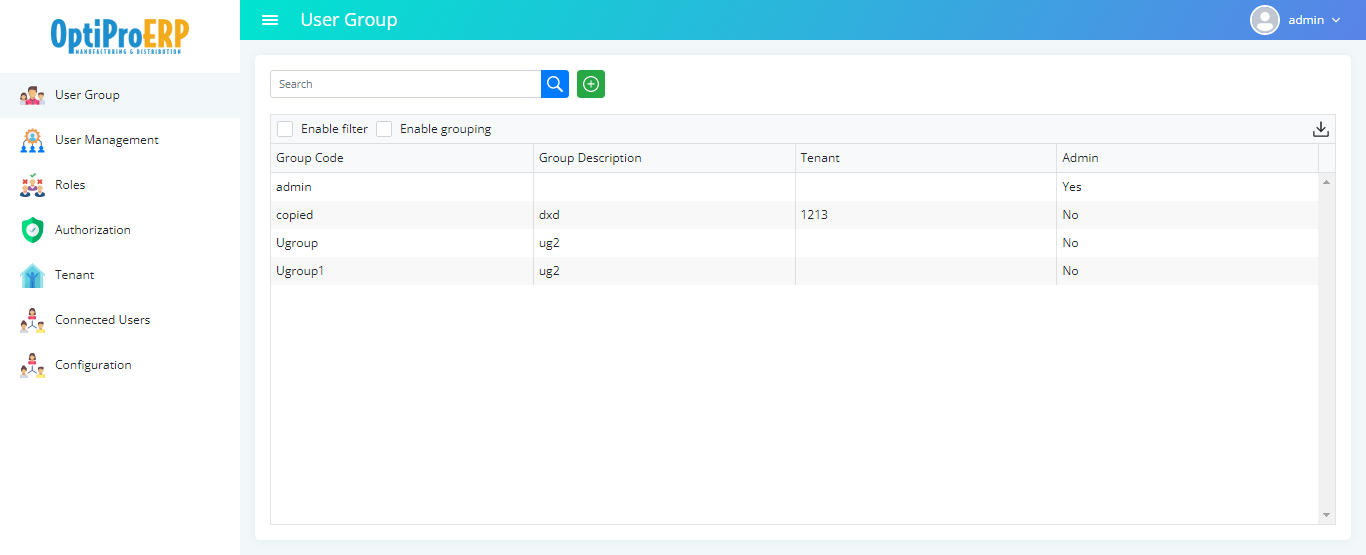 OptiProERP
MANUFACTURING & DISTRIBUTION
User Group
admin
User Group
User Management
Roles
Authorization
Tenant
Connected Users
Configuration
Search
Enable filter Enable grouping
Group Code Group Description Tenant Admin
admin Yes
copied dxd 1213 No
Ugroup ug2 No
Ugroup1 ug2 No